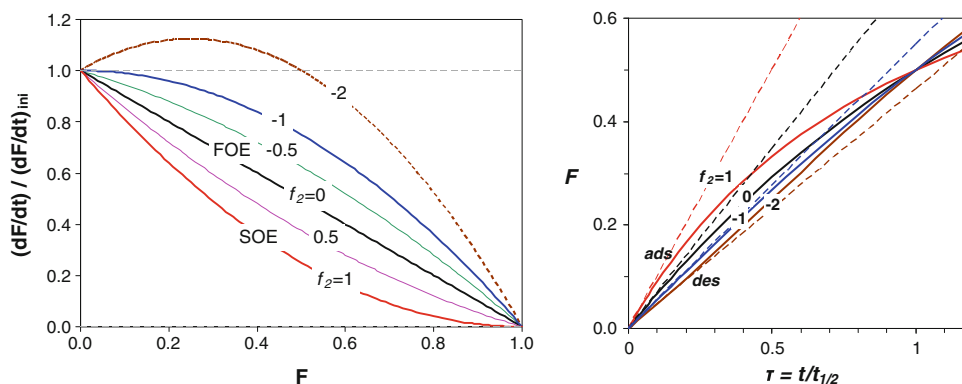 (dF/dt) / (dF/dt)ini
1.2
1.0
0.8
0.6
0.4
0.2
0.0
-2
-1
FOE
-0.5
f2=0
SOE
0.5
f2=1
0.0 0.2 0.4 0.6 0.8 1.0
F
F
0.6
0.4
0.2
0.0
f2=1
0
-1
-2
ads
des
0 0.5 1
τ = t/t1/2